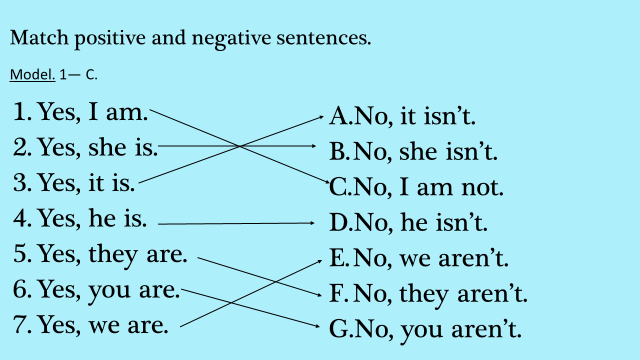 Match positive and negative sentences.
Model. 1— C.
1. Yes, I am.
2. Yes, she is.
3. Yes, it is.
4. Yes, he is.
5. Yes, they are.
6. Yes, you are.
7. Yes, we are.
A.No, it isn’t.
B.No, she isn’t.
C.No, I am not.
D.No, he isn’t.
E.No, we aren’t.
F.No, they aren’t.
G.No, you aren’t.